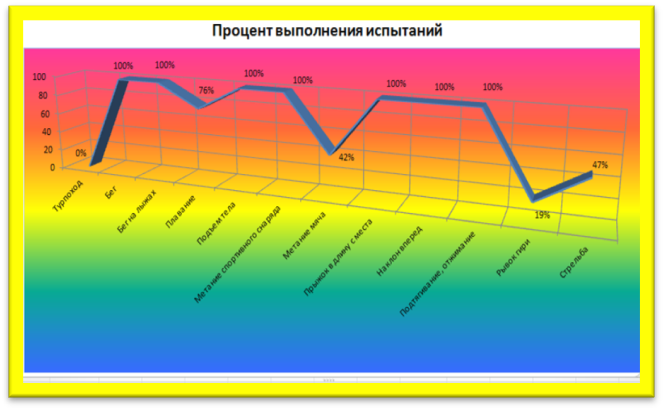 Процент выполнения испытаний
100
80
60
40
20
0
0%
100%
100%
76%
100%
100%
42%
100%
100%
100%
19%
47%
Турпоход
Бег
Бег на лыжах
Плавание
Подъем тела
Метание спортивного снаряда
Метание мяча
Прыжок в длину с места
Наклон вперед
Подтягивание, отжимание
Рывок гири
Стрельба